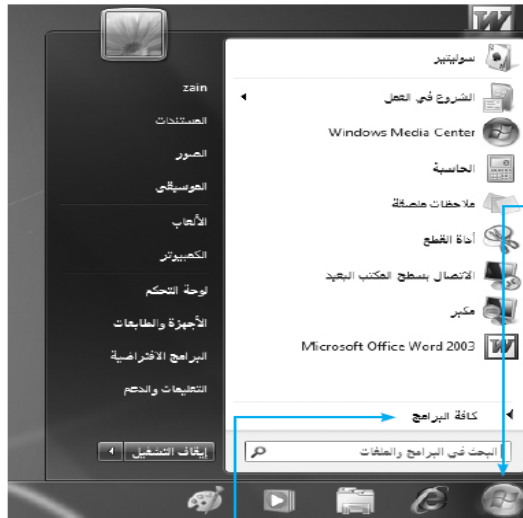 سوليتير
الشروع في العمل
Windows Media Center
الحاسبة
ملاحظات ملصقة
أداة القطع
الاتصال بسطح المكتب البعيد
مكبر
Microsoft Office Word 2003
كافة البرامج
البحث في البرامج والملفات
zain
المستندات
الصور
الموسيقى
الألعاب
الكمبيوتر
لوحة التحكم
الأجهزة والطابعات
البرامج الافتراضية
التعليمات والدعم
إيقاف التشغيل